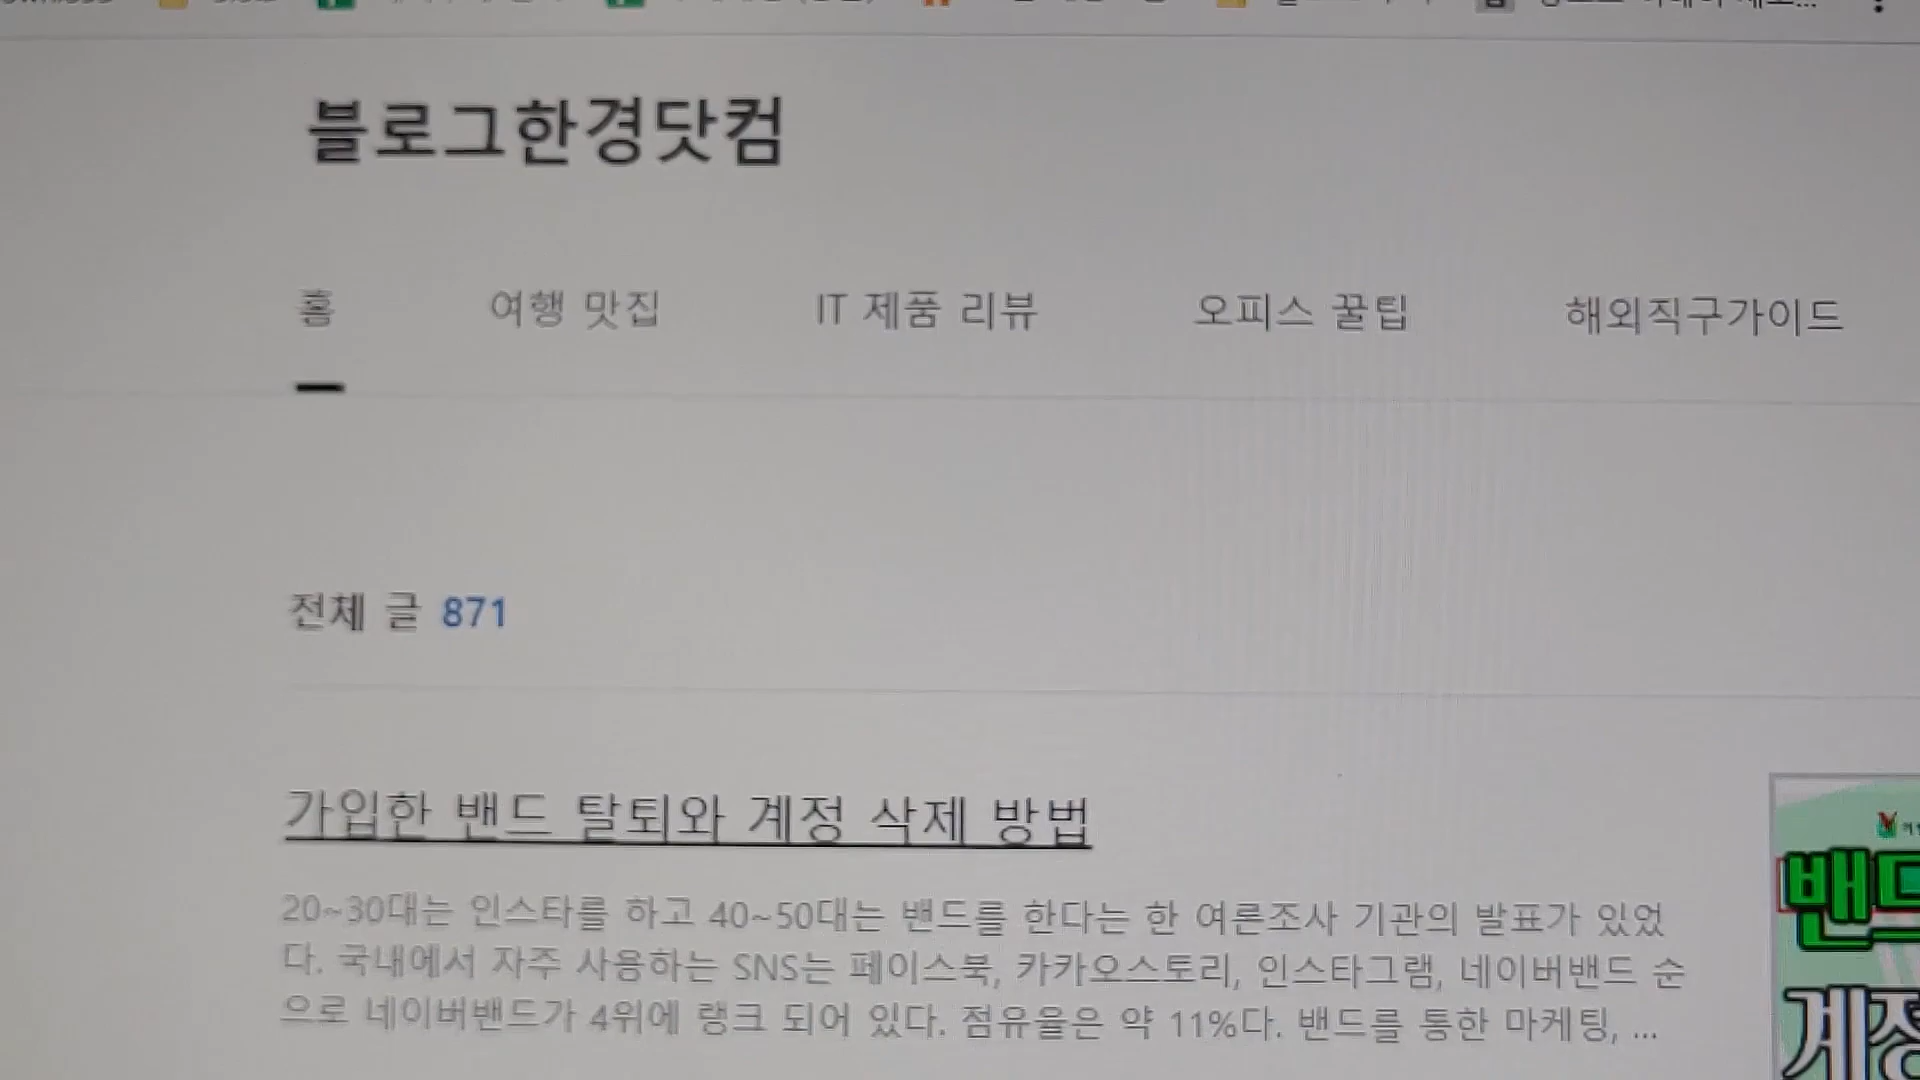 블로그한경닷컴
홈 여행 맛집 IT 제품 리뷰 오피스 꿀팁 해외직구가이드
전체 글 871
가입한 밴드 탈퇴와 계정 삭제 방법
20~30대는 인스타를 하고 40~50대는 밴드를 한다는 한 여론조사 기관의 발표가 있었
다. 국내에서 자주 사용하는 SNS는 페이스북, 카카오스토리, 인스타그램, 네이버밴드 순
으로 네이버밴드가 4위에 랭크 되어 있다. 점유율은 약 11%다. 밴드를 통한 마케팅, ...
밴드
계정